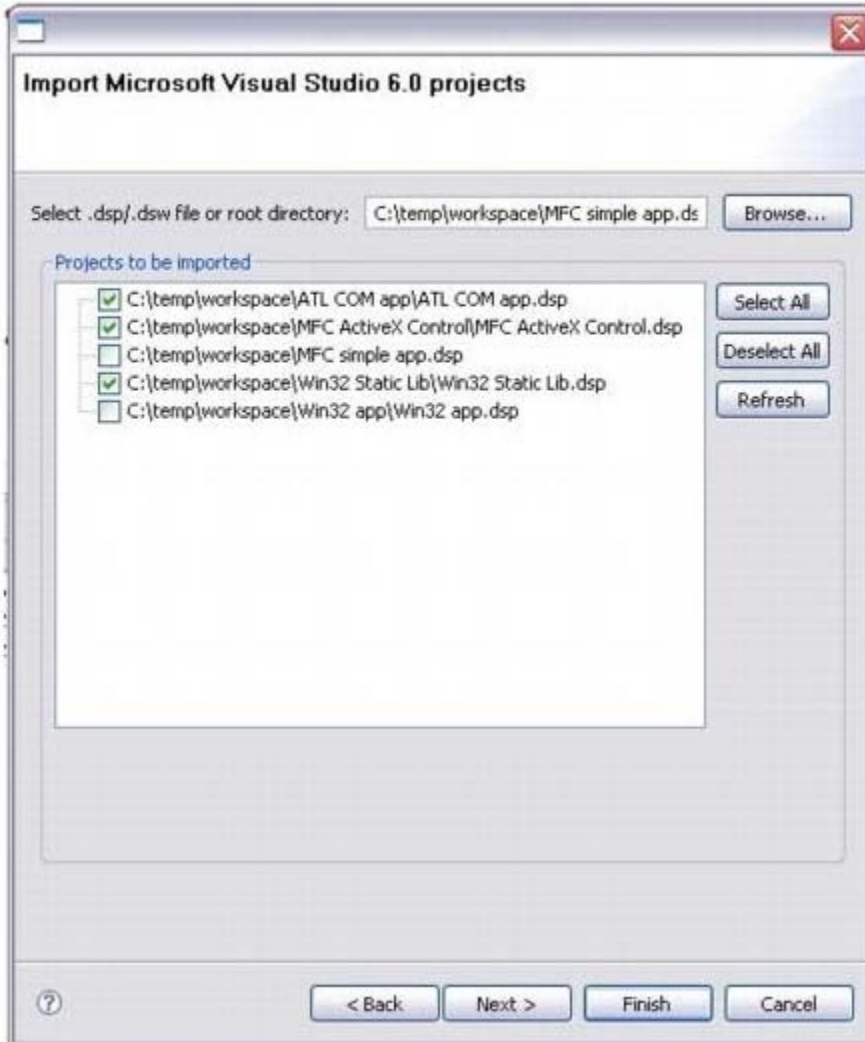 Import Microsoft Visual Studio 6.0 projects
Select .dsp/.dsw file or root directory: C:\temp\workspace\MFC simple app.ds Browse...
Projects to be imported
C:\temp\workspace\ATL COM app\ATL COM app.dsp
C:\temp\workspace\MFC ActiveX Control\MFC ActiveX Control.dsp
C:\temp\workspace\MFC simple app.dsp
C:\temp\workspace\Win32 Static Lib\Win32 Static Lib.dsp
C:\temp\workspace\Win32 app\Win32 app.dsp
Select All
Deselect All
Refresh
? < Back Next > Finish Cancel